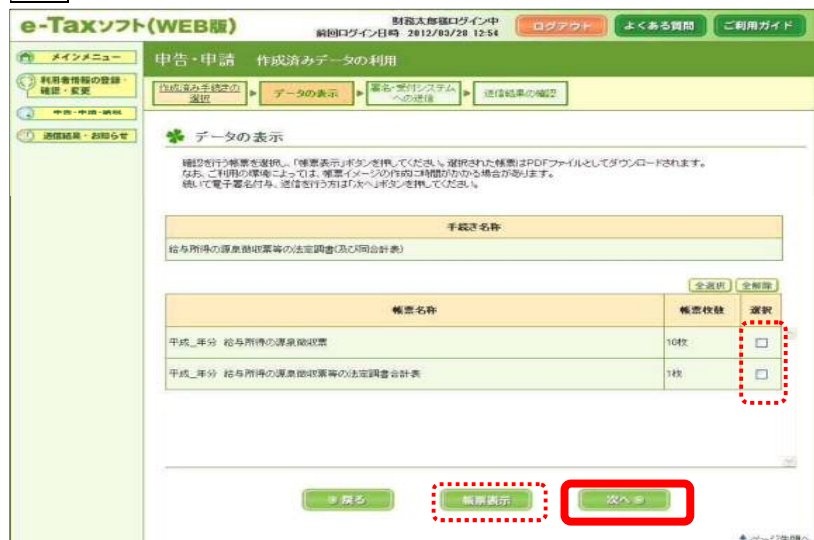 e-Taxソフト(WEB版)
財務太郎様ログイン中
前回ログイン日時 2012/03/28 12:54
ログアウト
よくある質問
ご利用ガイド
メインメニュー
利用者情報の登録・
確認・変更
申告・申請・納税
送信結果・お知らせ
申告・申請 作成済みデータの利用
作成済み手続きの
選択
データの表示
署名・受付システム
への送信
送信結果の確認
データの表示
確認を行う帳票を選択し、「帳票表示」ボタンを押してください。選択された帳票はPDFファイルとしてダウンロードされます。
なお、ご利用の環境によっては、帳票イメージの作成に時間がかかる場合があります。
続いて電子署名付与、送信を行う方は「次へ」ボタンを押してください。
手続き名称
給与所得の源泉徴収票等の法定調書(及び同合計表)
全選択
全解除
帳票名称
帳票枚数
選択
平成_年分 給与所得の源泉徴収票
10枚
平成_年分 給与所得の源泉徴収票等の法定調書合計表
1枚
戻る
帳票表示
次へ